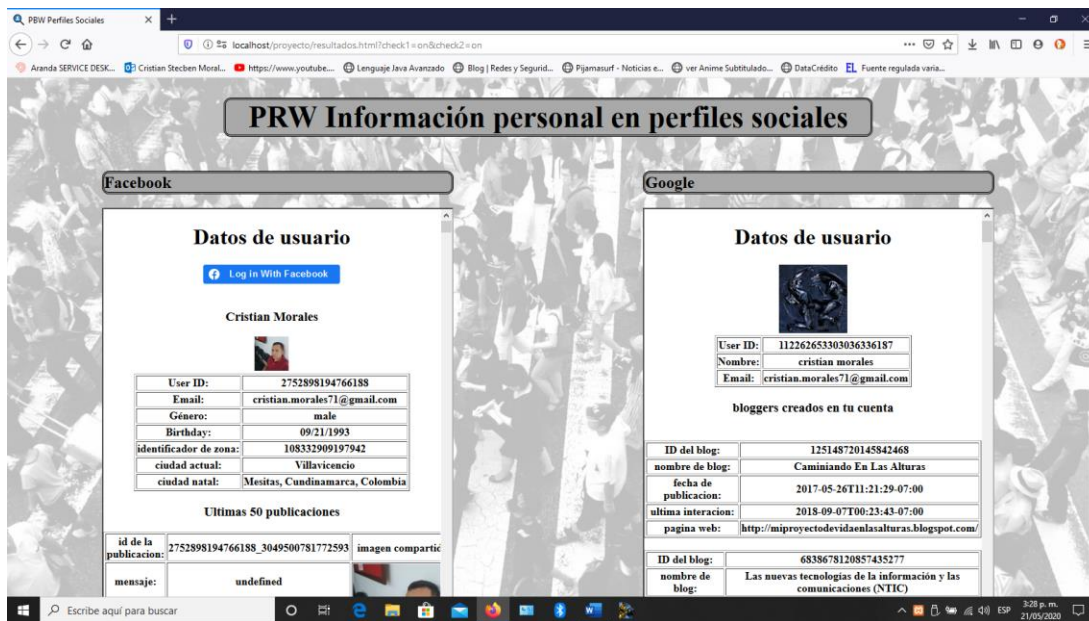 PBW Perfiles Sociales
localhost/proyecto/resultados.html?check1=on&check2=on
Aranda SERVICE DESK... Cristian Stecben Moral... https://www.youtube.... Lenguaje Java Avanzado Blog | Redes y Segurid... Pijamasurf - Noticias e... ver Anime Subtitulado... DataCrédito EL Fuente regulada varia...
PRW Información personal en perfiles sociales
Facebook
Datos de usuario
Log in With Facebook
Cristian Morales
User ID: 2752898194766188
Email: cristian.morales71@gmail.com
Género: male
Birthday: 09/21/1993
identificador de zona: 108332909197942
ciudad actual: Villavicencio
ciudad natal: Mesitas, Cundinamarca, Colombia
Ultimas 50 publicaciones
id de la publicacion: 2752898194766188_3049500781772593 imagen compartid
mensaje: undefined
Google
Datos de usuario
User ID: 112262653303036336187
Nombre: cristian morales
Email: cristian.morales71@gmail.com
bloggers creados en tu cuenta
ID del blog: 125148720145842468
nombre de blog: Caminiando En Las Alturas
fecha de publicacion: 2017-05-26T11:21:29-07:00
ultima interacion: 2018-09-07T00:23:43-07:00
pagina web: http://miproyectodevidaenlasalturas.blogspot.com/
ID del blog: 6838678120857435277
nombre de blog: Las nuevas tecnologías de la información y las comunicaciones (NTIC)
Escribe aquí para buscar
ESP
3:28 p. m.
21/05/2020